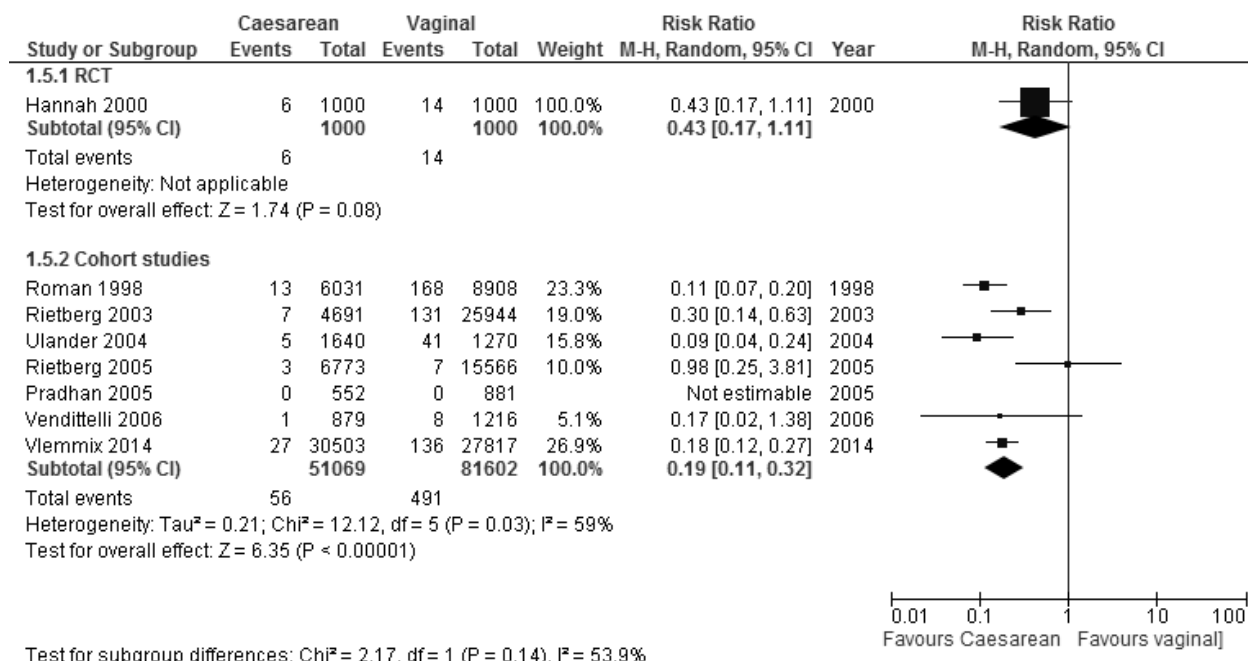 Caesarean Vaginal Risk Ratio Risk Ratio
Study or Subgroup Events Total Events Total Weight M-H, Random, 95% CI Year M-H, Random, 95% CI
1.5.1 RCT
Hannah 2000 6 1000 14 1000 100.0% 0.43 [0.17, 1.11] 2000
Subtotal (95% CI) 1000 1000 100.0% 0.43 [0.17, 1.11]
Total events 6 14
Heterogeneity: Not applicable
Test for overall effect: Z = 1.74 (P = 0.08)
1.5.2 Cohort studies
Roman 1998 13 6031 168 8908 23.3% 0.11 [0.07, 0.20] 1998
Rietberg 2003 7 4691 131 25944 19.0% 0.30 [0.14, 0.63] 2003
Ulander 2004 5 1640 41 1270 15.8% 0.09 [0.04, 0.24] 2004
Rietberg 2005 3 6773 7 15566 10.0% 0.98 [0.25, 3.81] 2005
Pradhan 2005 0 552 0 881 Not estimable 2005
Vendittelli 2006 1 879 8 1216 5.1% 0.17 [0.02, 1.38] 2006
Vlemmix 2014 27 30503 136 27817 26.9% 0.18 [0.12, 0.27] 2014
Subtotal (95% CI) 51069 81602 100.0% 0.19 [0.11, 0.32]
Total events 56 491
Heterogeneity: Tau² = 0.21; Chi² = 12.12, df = 5 (P = 0.03); I² = 59%
Test for overall effect: Z = 6.35 (P < 0.00001)
0.01 0.1 1 10 100
Favours Caesarean Favours vaginal]
Test for subgroup differences: Chi² = 2.17, df = 1 (P = 0.14), I² = 53.9%